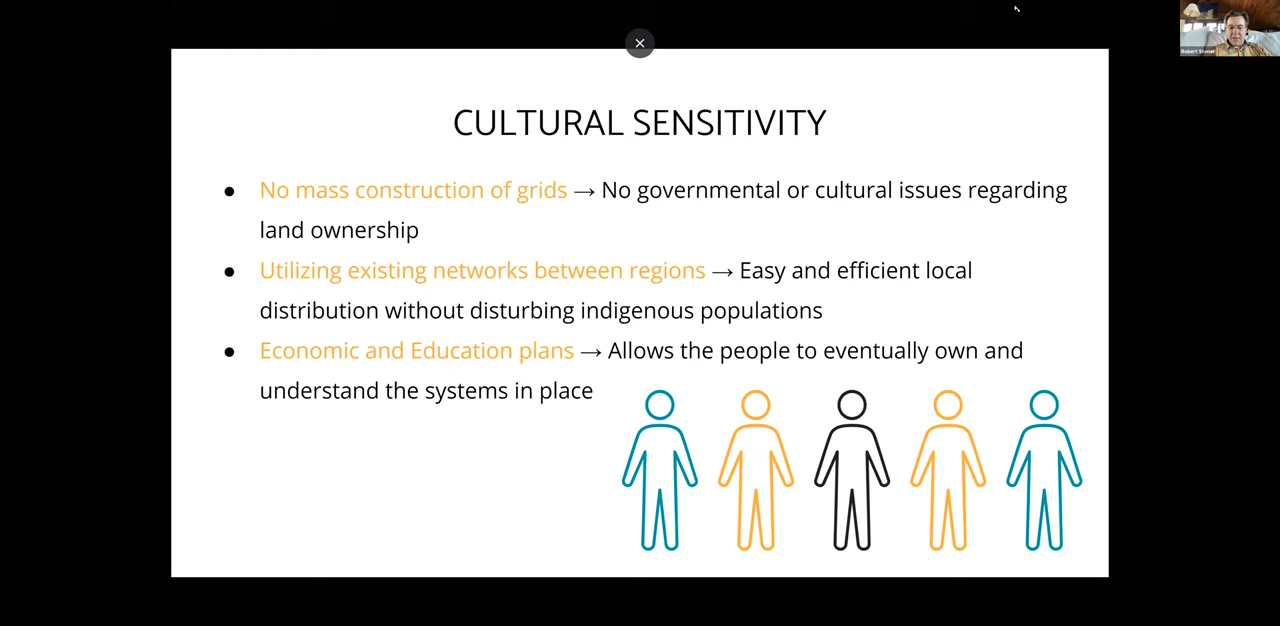 Robert Stoner
CULTURAL SENSITIVITY
● No mass construction of grids → No governmental or cultural issues regarding
land ownership
● Utilizing existing networks between regions → Easy and efficient local
distribution without disturbing indigenous populations
● Economic and Education plans → Allows the people to eventually own and
understand the systems in place